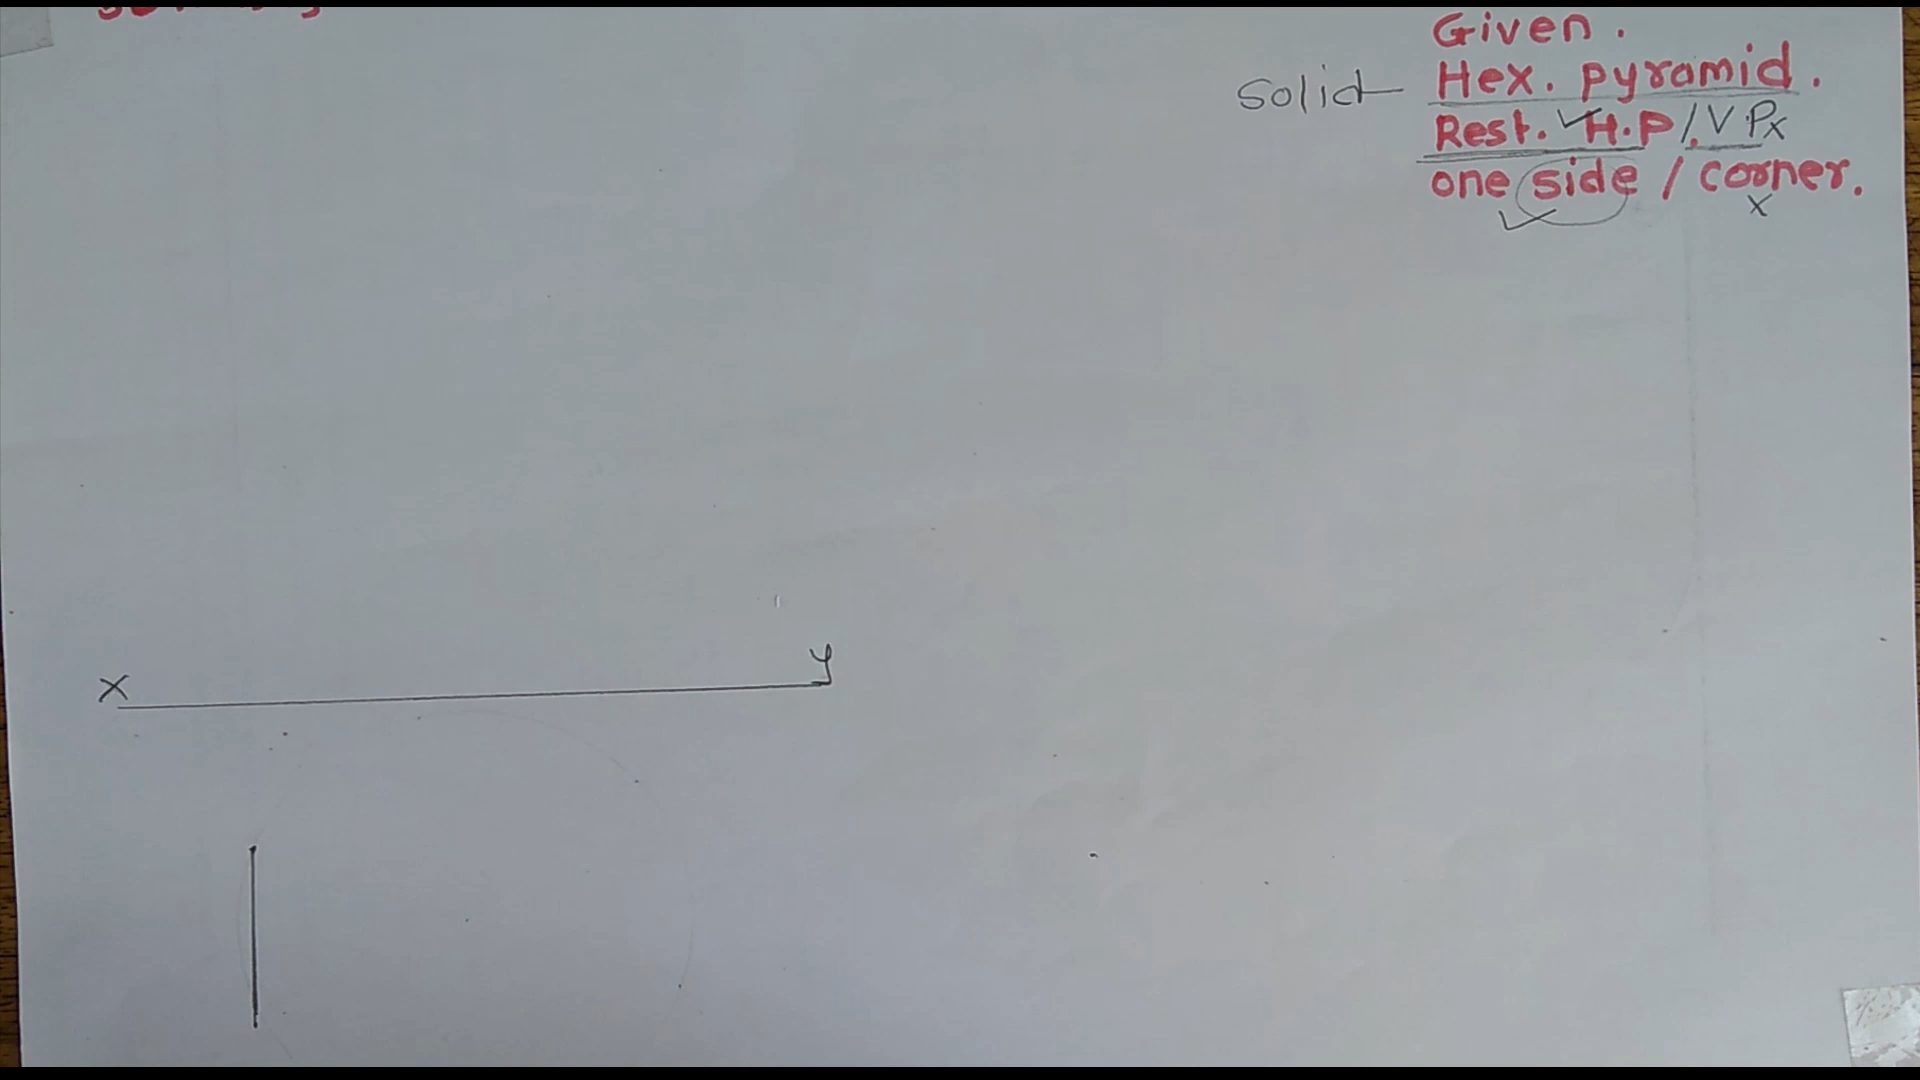 Given.
Solid Hex. pyramid.
Rest. H.P / V.P x
one side / corner.
x
X
y